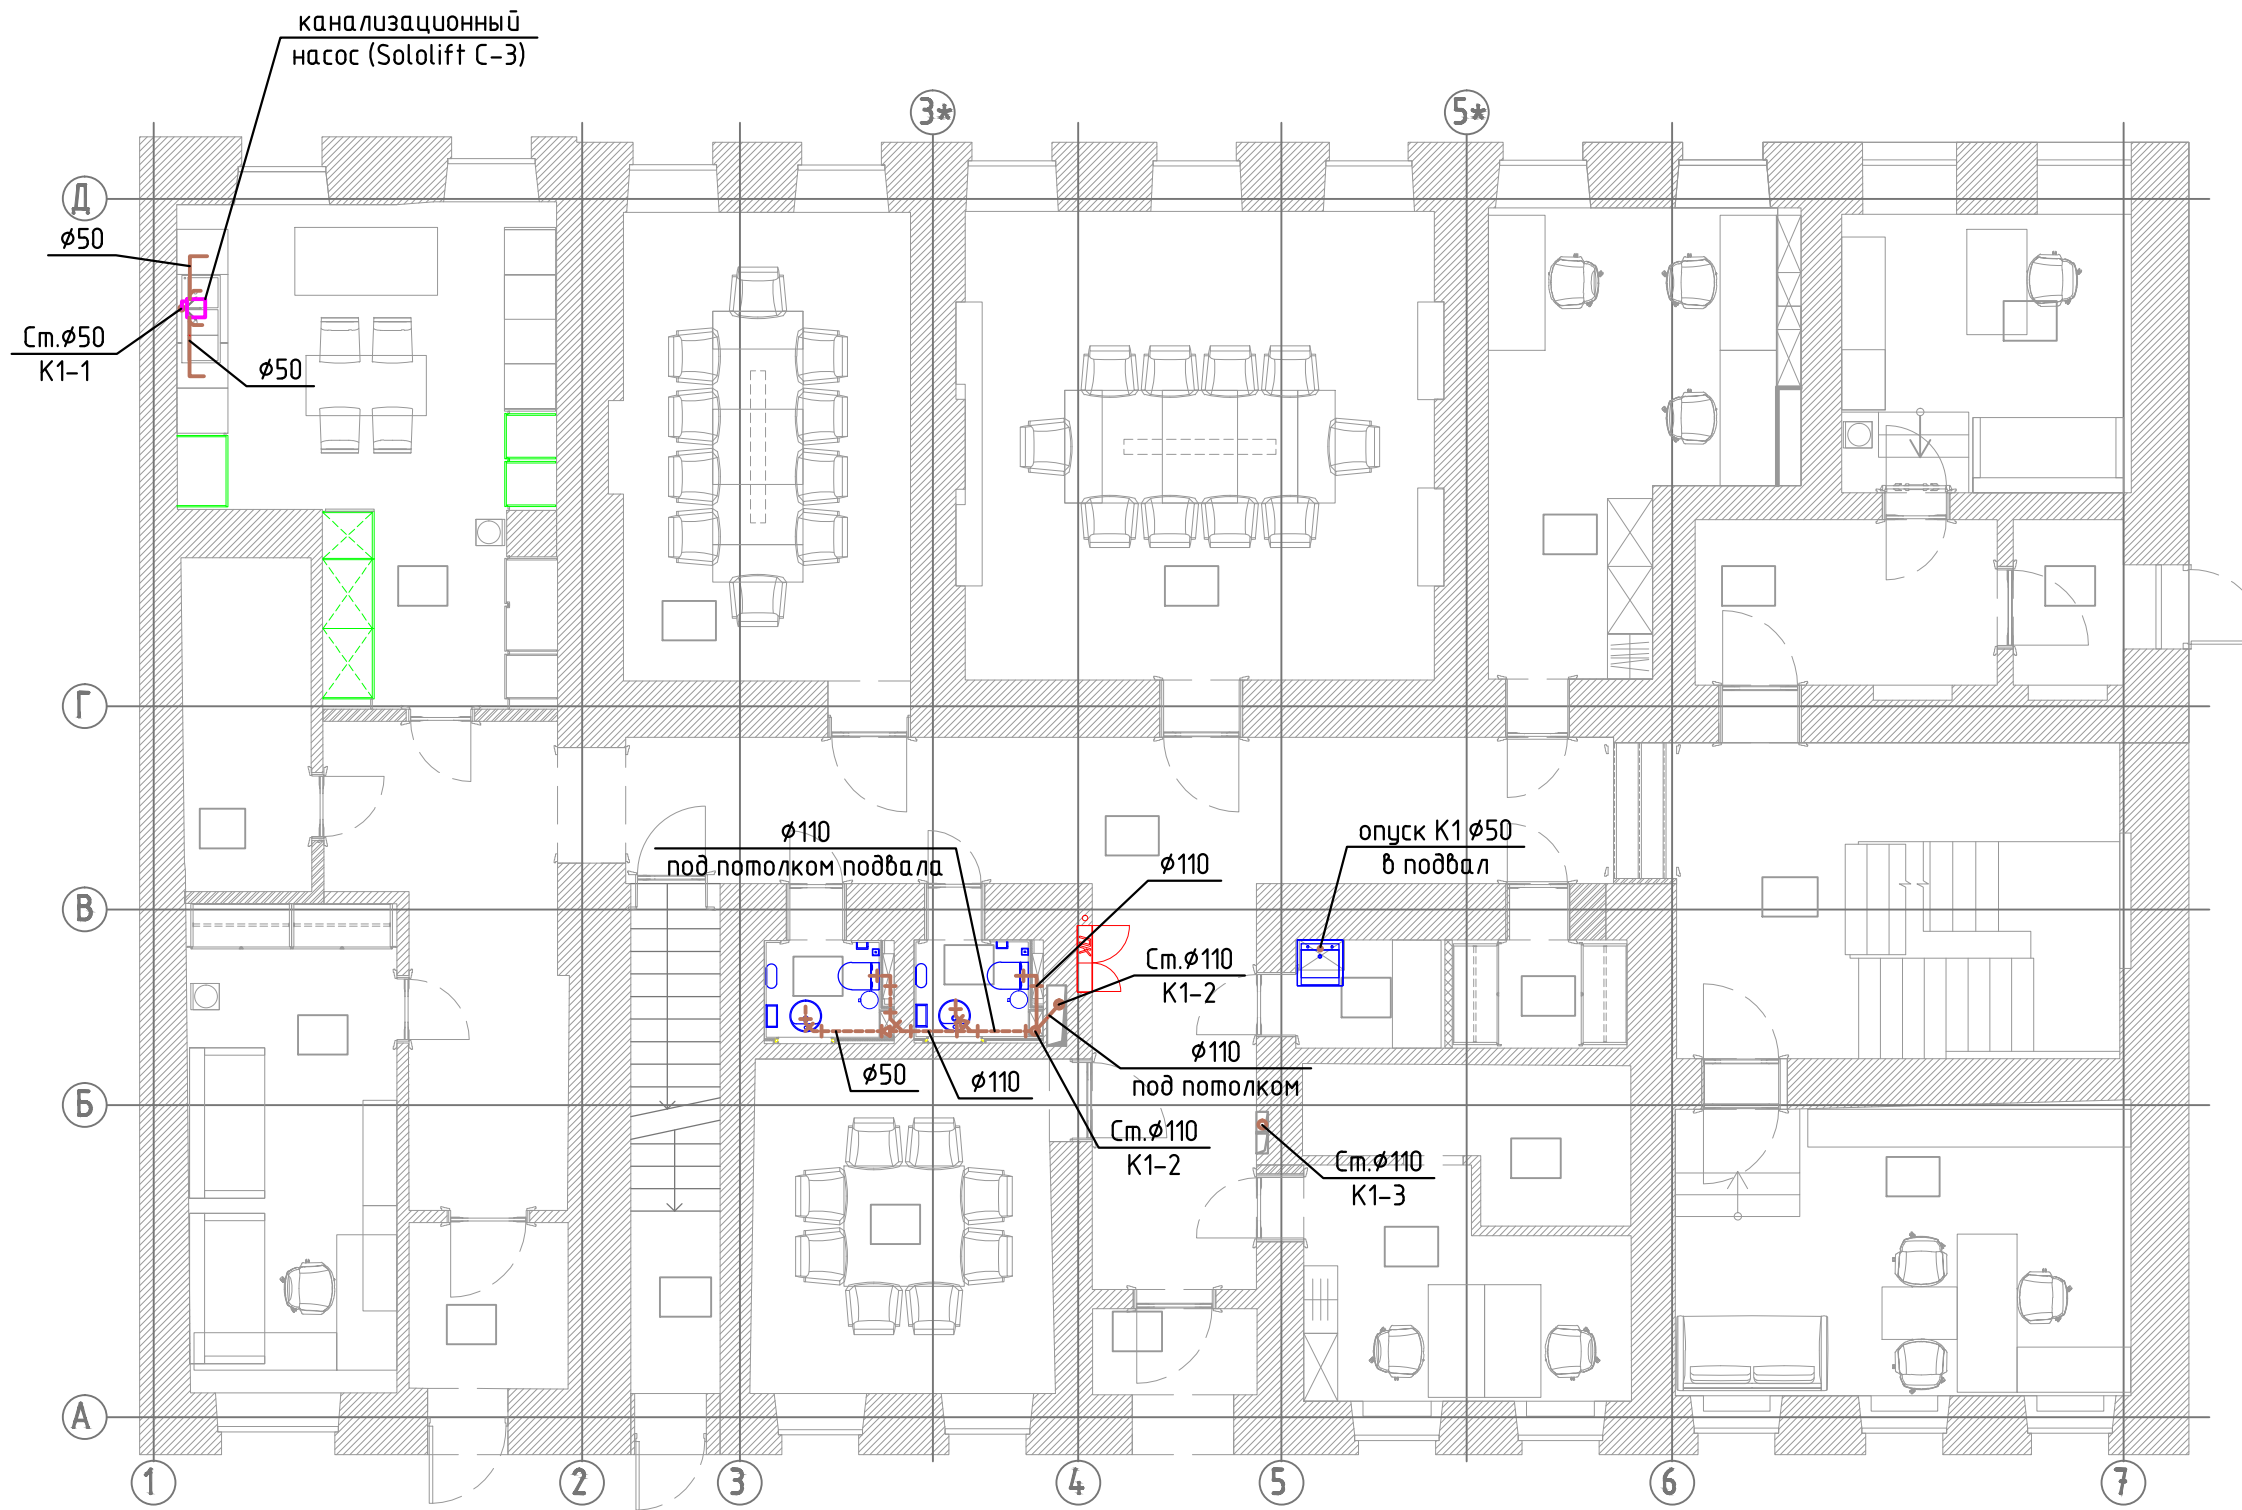 канализационный
насос (Sololift C-3)
3*
5*
Д
ø50
Ст.ø50
К1-1
ø50
Г
ø110
под потолком подвала
опуск К1 ø50
в подвал
ø110
В
Ст.ø110
К1-2
ø110
под потолком
ø50
ø110
Б
Ст.ø110
К1-2
Ст.ø110
К1-3
А
1
2
3
4
5
6
7